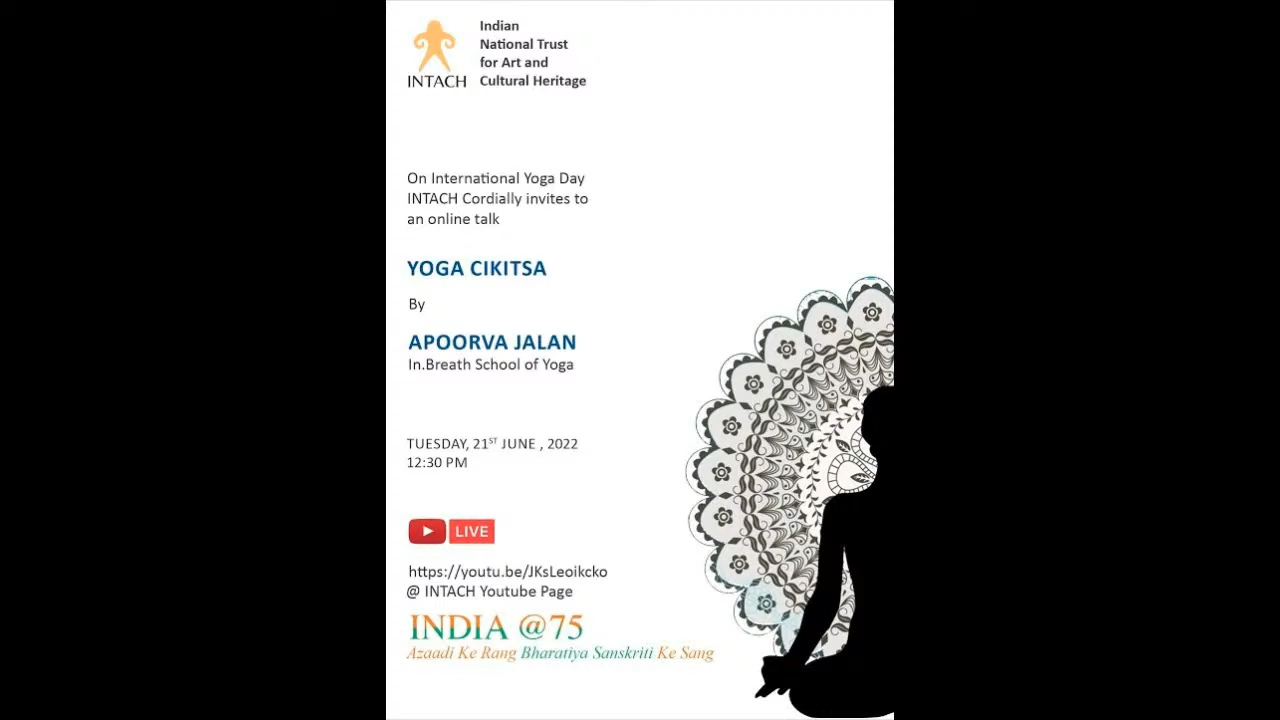 INTACH
Indian
National Trust
for Art and
Cultural Heritage
On International Yoga Day
INTACH Cordially invites to
an online talk
YOGA CIKITSA
By
APOORVA JALAN
In.Breath School of Yoga
TUESDAY, 21ST JUNE , 2022
12:30 PM
LIVE
https://youtu.be/JKsLeoikcko
@ INTACH Youtube Page
INDIA @75
Azaadi Ke Rang Bharatiya Sanskriti Ke Sang